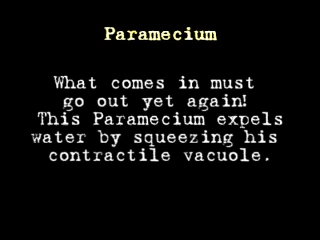 Paramecium
What comes in must
go out yet again!
This Paramecium expels
water by squeezing his
contractile vacuole.